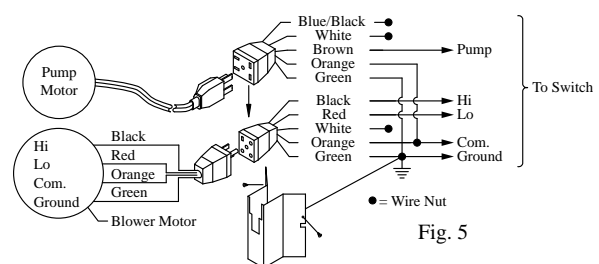 Blue/Black
White
Brown
Orange
Green
Pump
Pump
Motor
To Switch
Black
Red
White
Orange
Green
Hi
Lo
Com.
Ground
Hi
Lo
Com.
Ground
Black
Red
Orange
Green
Blower Motor
= Wire Nut
Fig. 5